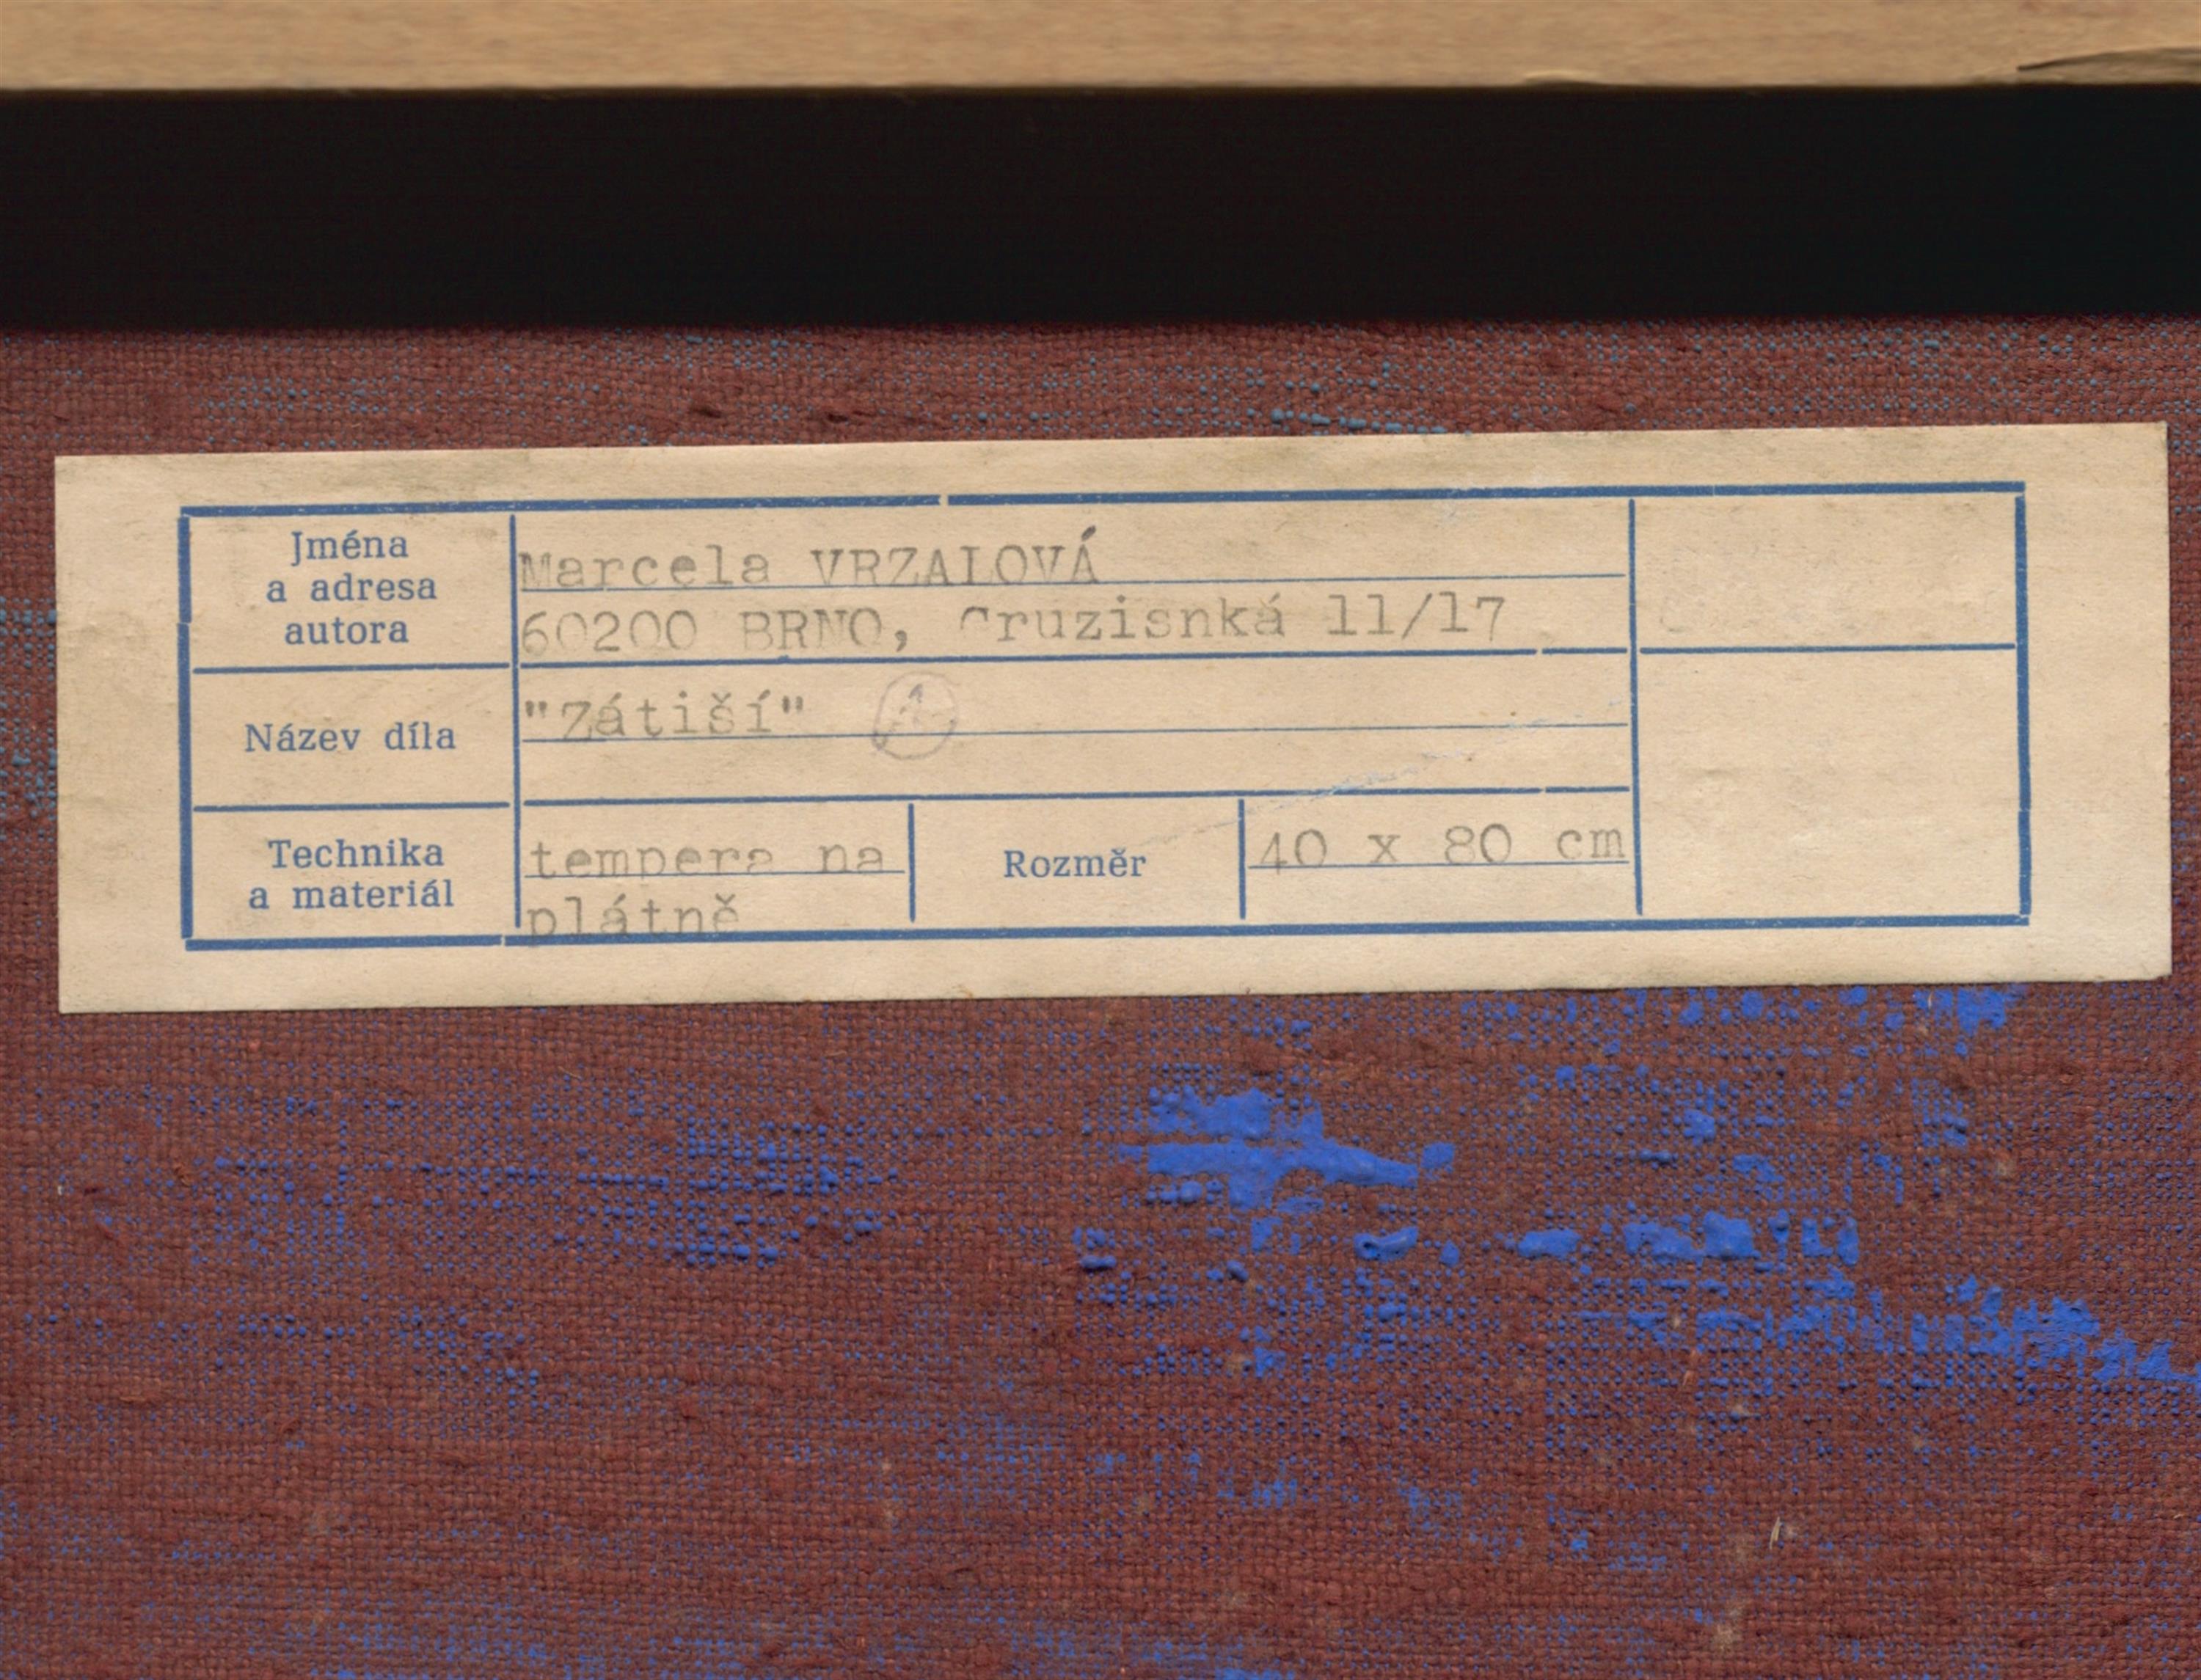 Jména
a adresa
autora
Marcela VRZALOVÁ
60200 BRNO, Gruzisnká 11/17
Název díla
"Zátiší"
Technika
a materiál
tempera na
plátně
Rozměr
40 x 80 cm